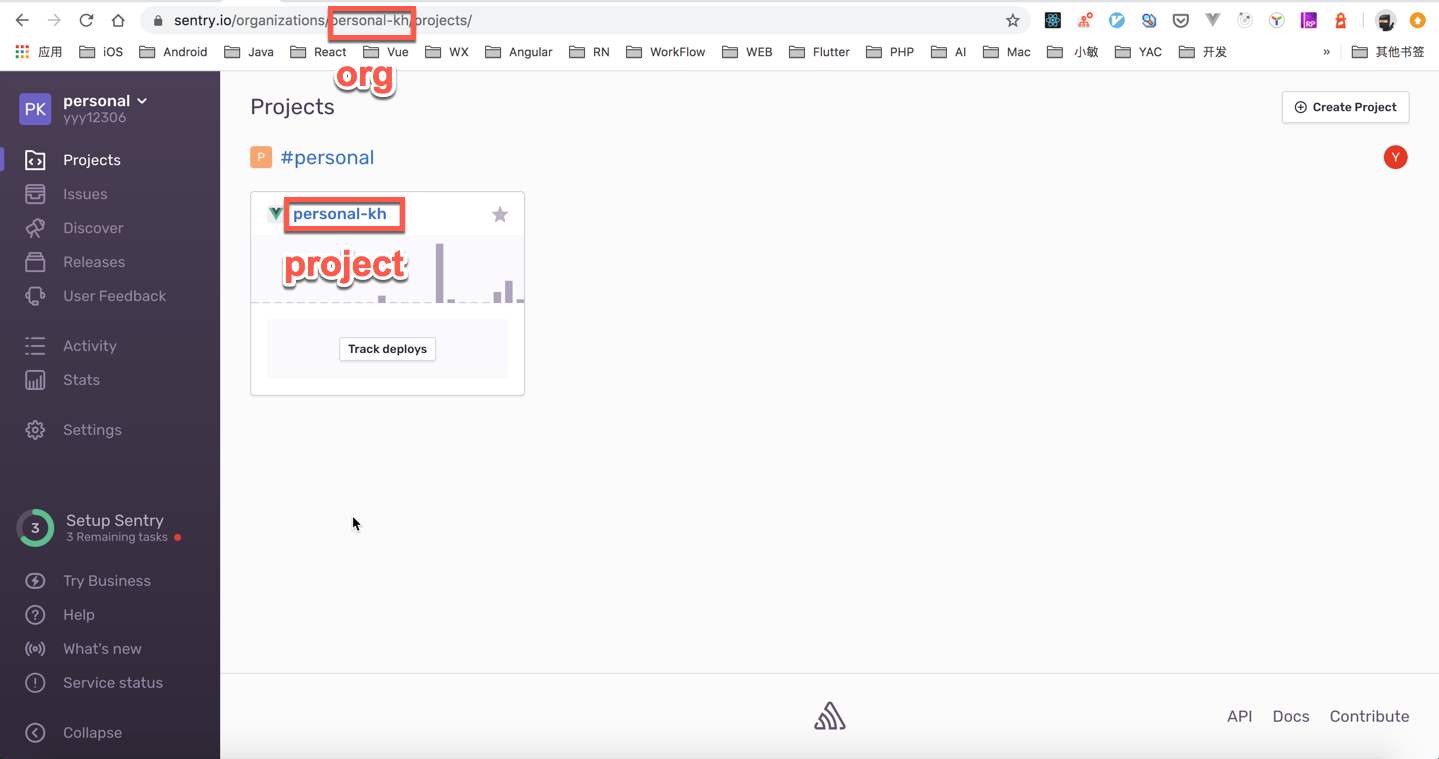 sentry.io/organizations/personal-kh/projects/
应用 iOS Android Java React Vue WX Angular RN WorkFlow WEB Flutter PHP AI Mac 小敏 YAC 开发 » 其他书签
org
PK personal
yyy12306
Projects
Issues
Discover
Releases
User Feedback
Activity
Stats
Settings
3 Setup Sentry
3 Remaining tasks
Try Business
Help
What's new
Service status
Collapse
Projects
Create Project
P #personal
Y
personal-kh
project
Track deploys
API Docs Contribute
RP